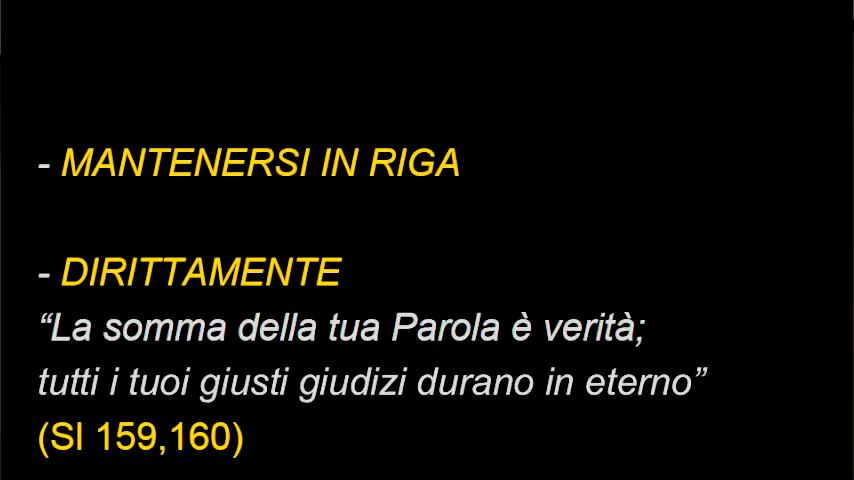 - MANTENERSI IN RIGA
- DIRITTAMENTE
“La somma della tua Parola è verità;
tutti i tuoi giusti giudizi durano in eterno”
(Sl 159,160)